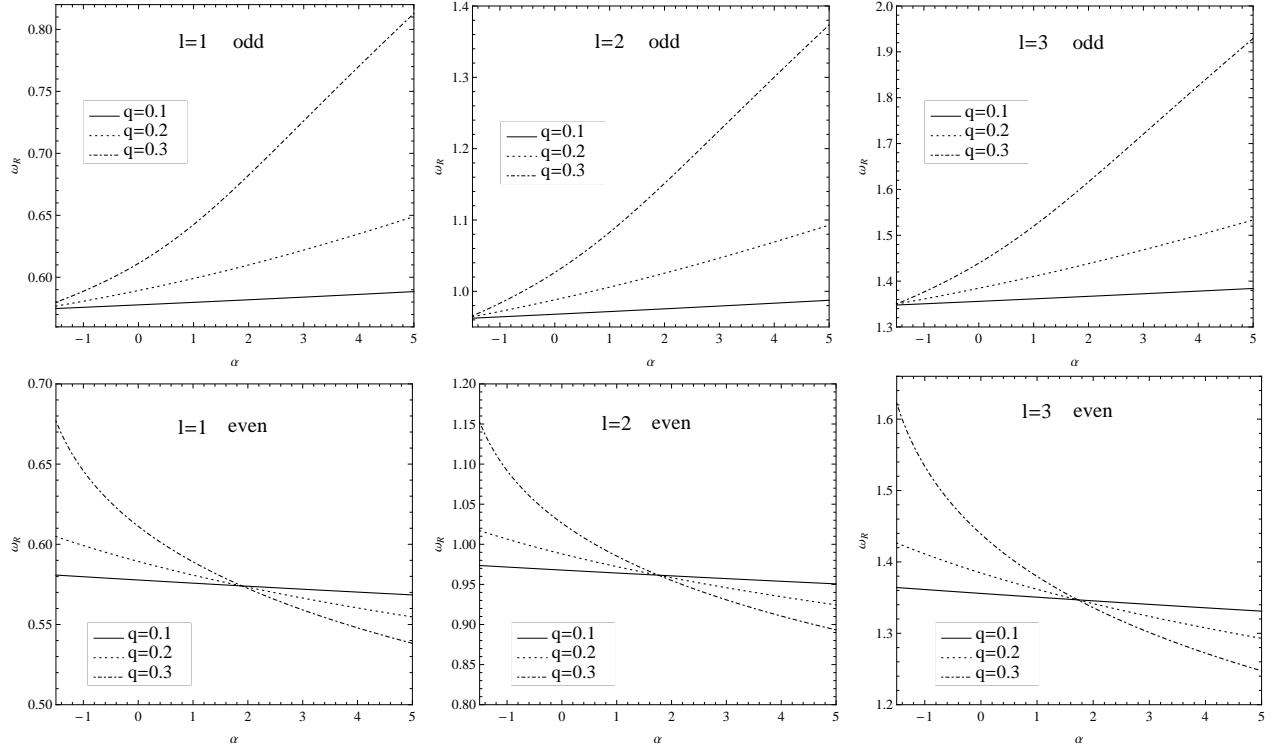 l=1 odd
q=0.1
q=0.2
q=0.3
0.80
0.75
0.70
0.65
0.60
ω_R
−1 0 1 2 3 4 5
α
l=2 odd
q=0.1
q=0.2
q=0.3
1.4
1.3
1.2
1.1
1.0
ω_R
−1 0 1 2 3 4 5
α
l=3 odd
q=0.1
q=0.2
q=0.3
2.0
1.9
1.8
1.7
1.6
1.5
1.4
1.3
ω_R
−1 0 1 2 3 4 5
α
l=1 even
q=0.1
q=0.2
q=0.3
0.70
0.65
0.60
0.55
0.50
ω_R
−1 0 1 2 3 4 5
α
l=2 even
q=0.1
q=0.2
q=0.3
1.20
1.15
1.10
1.05
1.00
0.95
0.90
0.85
0.80
ω_R
−1 0 1 2 3 4 5
α
l=3 even
q=0.1
q=0.2
q=0.3
1.6
1.5
1.4
1.3
1.2
ω_R
−1 0 1 2 3 4 5
α